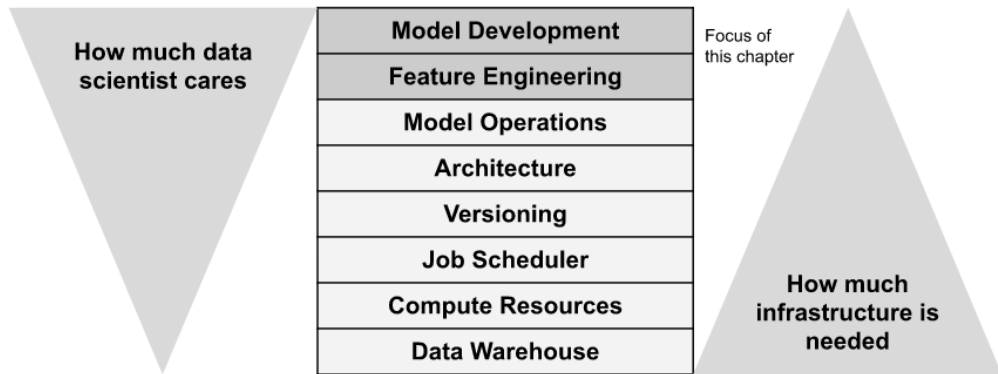 How much data
scientist cares
Model Development
Feature Engineering
Model Operations
Architecture
Versioning
Job Scheduler
Compute Resources
Data Warehouse
Focus of
this chapter
How much
infrastructure is
needed